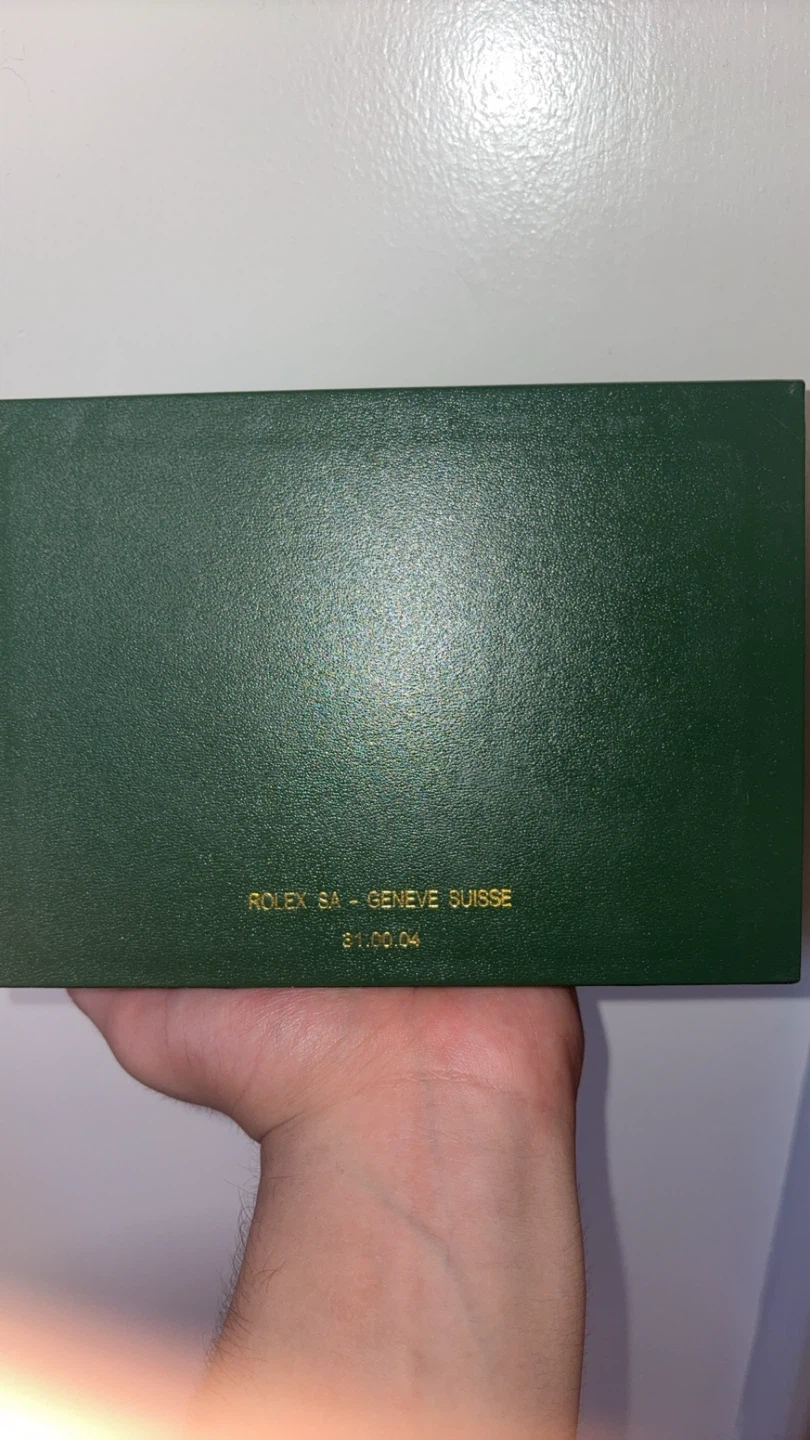 ROLEX SA - GENEVE SUISSE
31.00.04